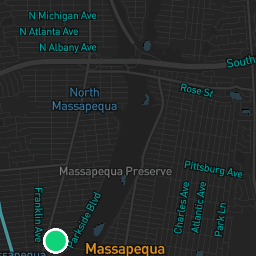 N Michigan Ave
N Atlanta Ave
N Albany Ave
South
Rose St
North
Massapequa
Pittsburg Ave
Massapequa Preserve
Franklin Ave
Parkside Blvd
Charles Ave
Atlantic Ave
Park Ln
Massapequa
apequa